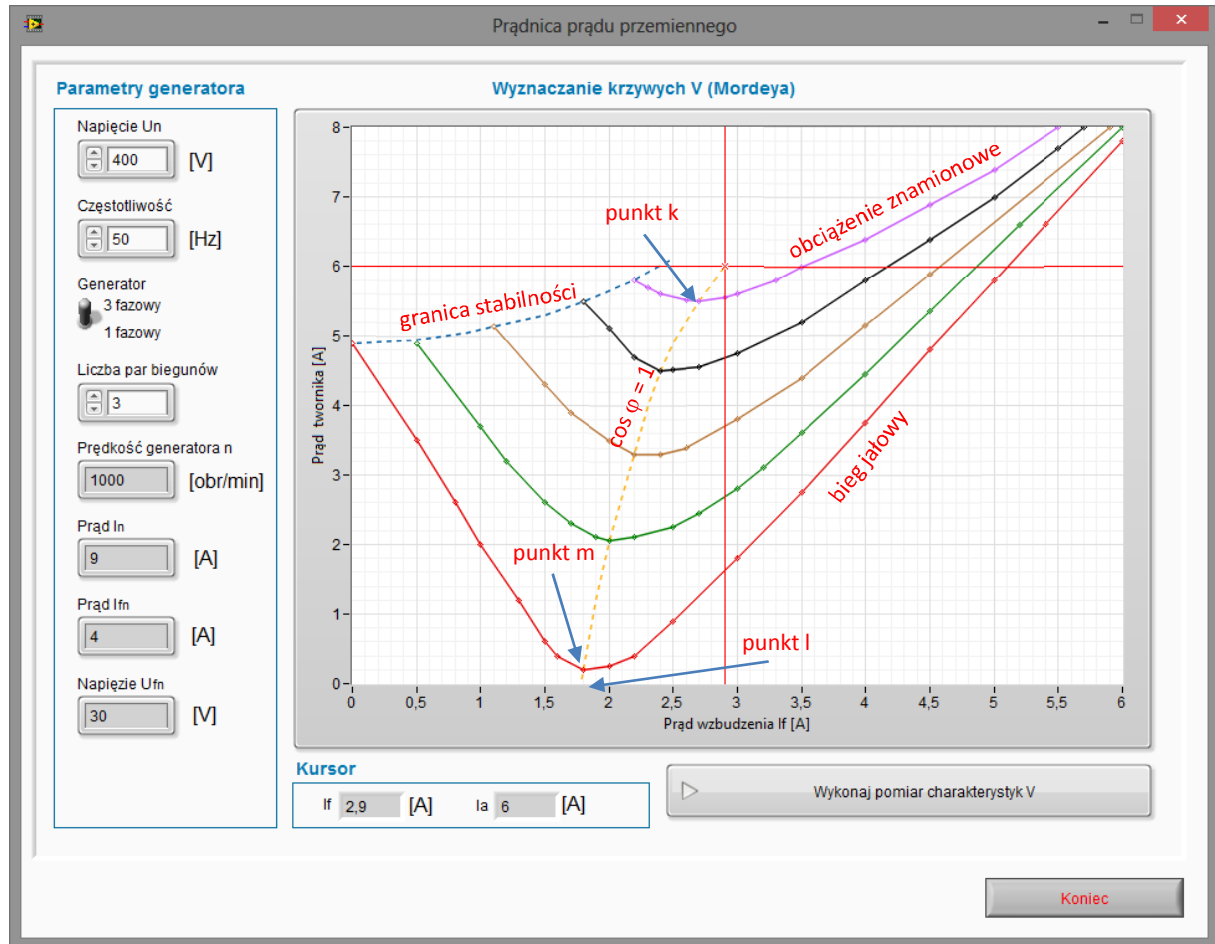 Prądnica prądu przemiennego
Parametry generatora
Napięcie Un
400 [V]
Częstotliwość
50 [Hz]
Generator
3 fazowy
1 fazowy
Liczba par biegunów
3
Prędkość generatora n
1000 [obr/min]
Prąd In
9 [A]
Prąd Ifn
4 [A]
Napięzie Ufn
30 [V]
Wyznaczanie krzywych V (Mordeya)
8
7
6
5
4
3
2
1
0
Prąd twornika [A]
punkt k
obciążenie znamionowe
granica stabilności
cos φ = 1
bieg jałowy
punkt m
punkt l
0 0,5 1 1,5 2 2,5 3 3,5 4 4,5 5 5,5 6
Prąd wzbudzenia If [A]
Kursor
If 2,9 [A] Ia 6 [A]
Wykonaj pomiar charakterystyk V
Koniec